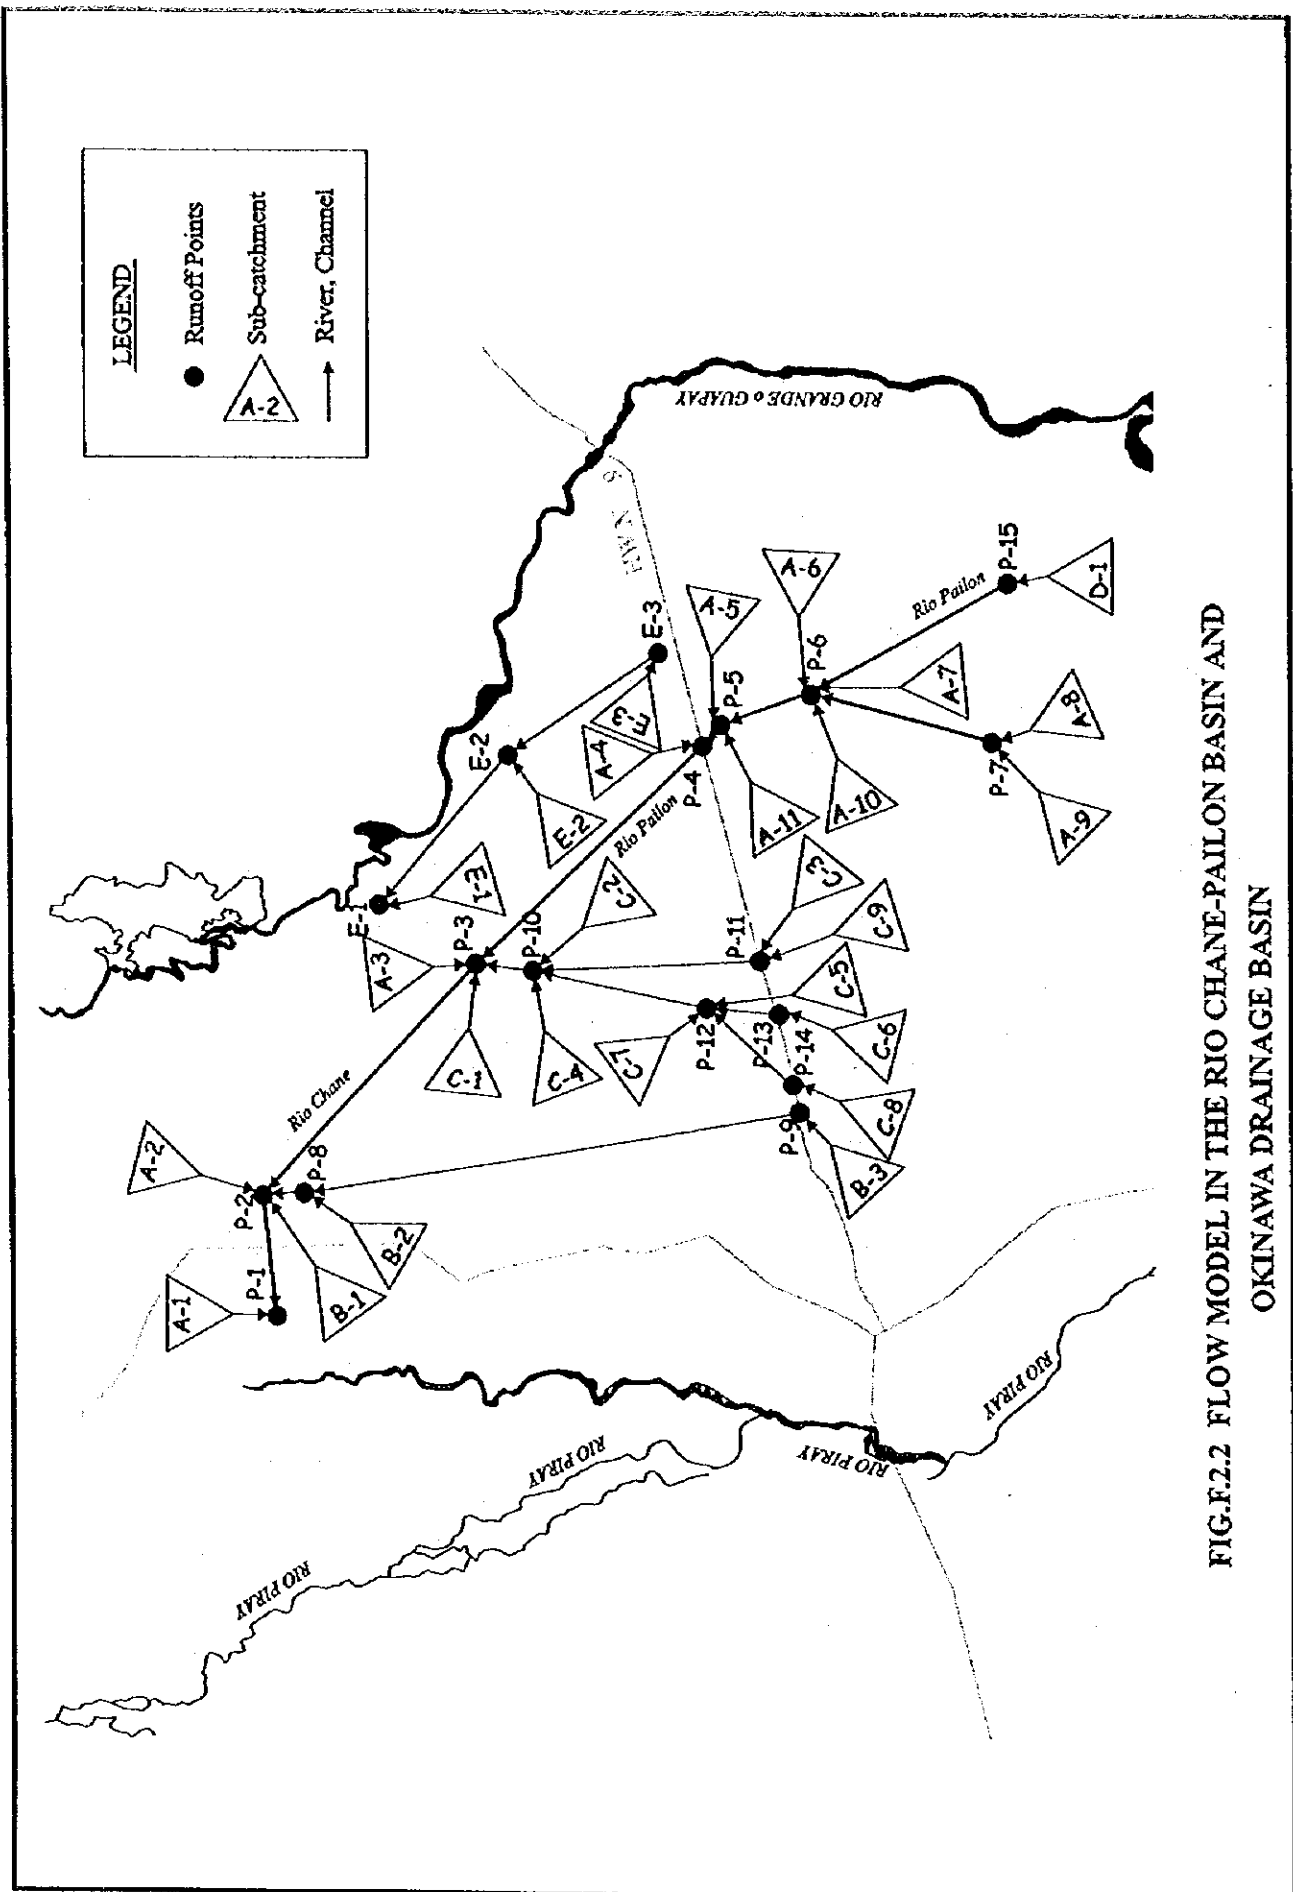 LEGEND
Runoff Points
A-2
Sub-catchment
River, Channel
A-1
P-1
A-2
P-2
P-8
B-1
B-2
Rio Chane
A-3
E-1
E-1
P-3
C-1
P-10
C-4
C-2
E-2
E-2
Rio Pailon
E-3
E-3
A-4
P-4
HWY. 9
A-5
P-5
A-11
A-6
P-6
A-10
A-7
Rio Pailon
P-15
D-1
P-7
A-8
A-9
C-7
P-12
P-11
C-3
C-9
C-5
P-13
C-6
P-14
C-8
P-9
B-3
RIO GRANDE o GUAPAY
RIO PIRAY
RIO PIRAY
RIO PIRAY
RIO PIRAY
FIG.F.2.2 FLOW MODEL IN THE RIO CHANE-PAILON BASIN AND
OKINAWA DRAINAGE BASIN